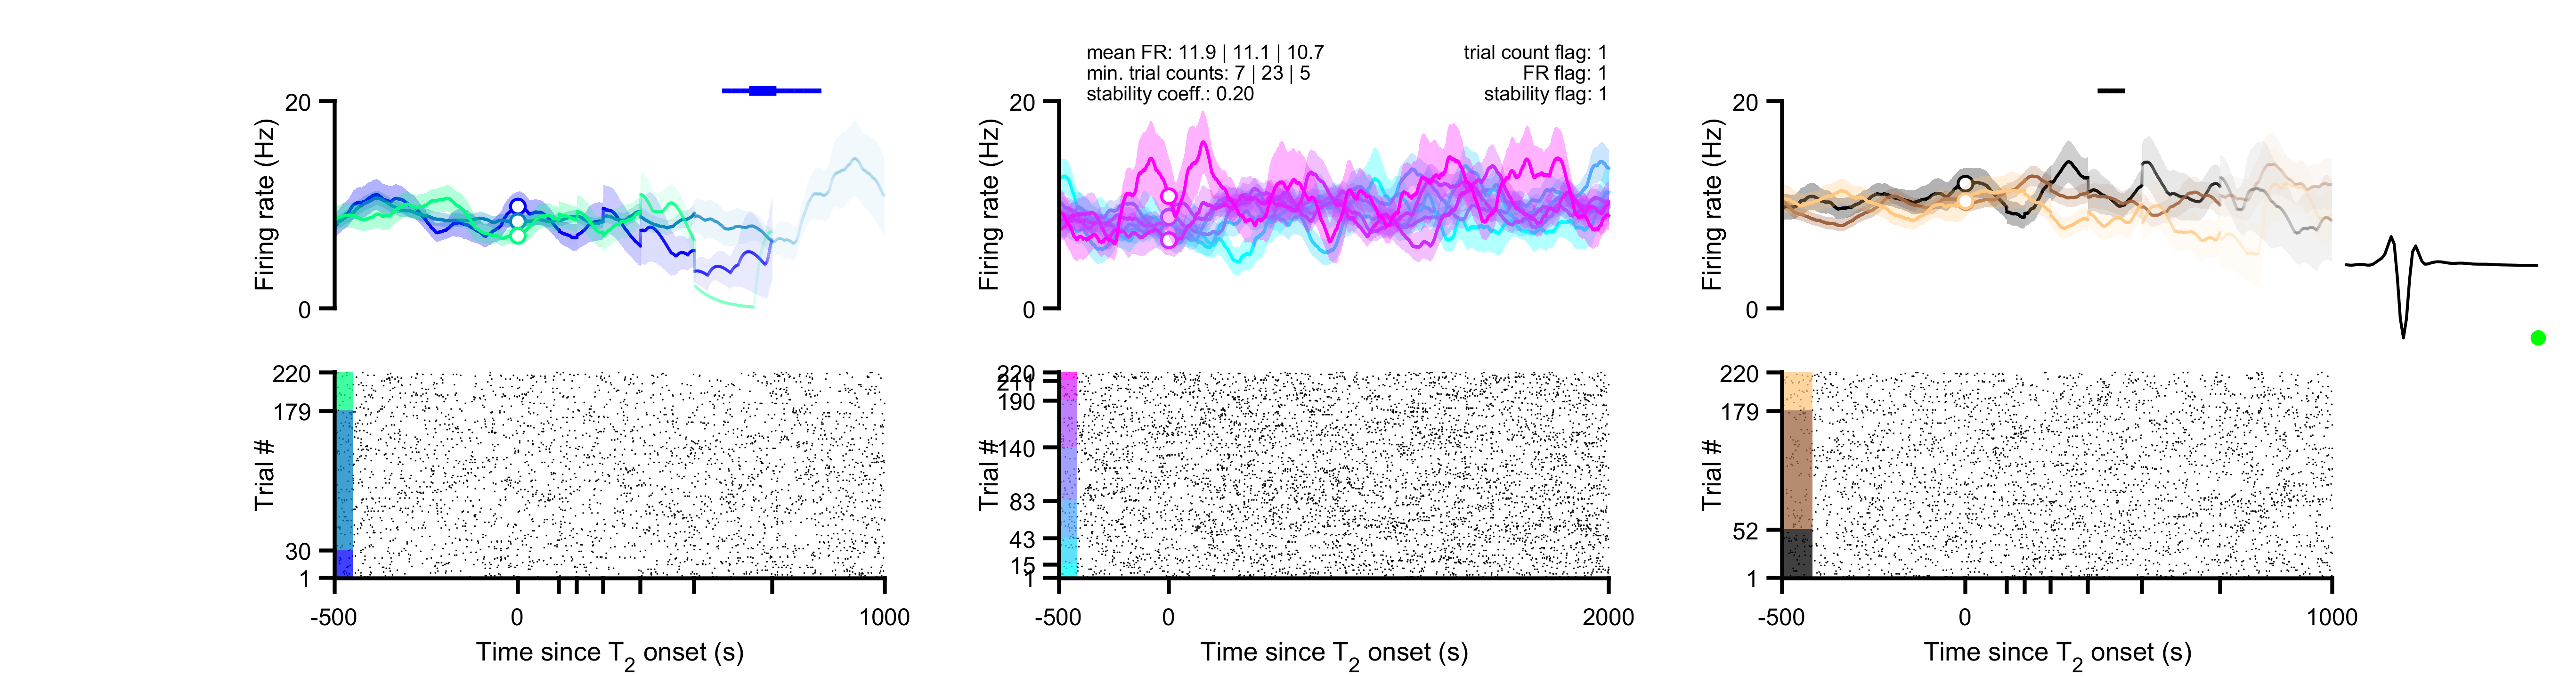 mean FR: 11.9 | 11.1 | 10.7
min. trial counts: 7 | 23 | 5
stability coeff.: 0.20
trial count flag: 1
FR flag: 1
stability flag: 1
20
Firing rate (Hz)
0
20
Firing rate (Hz)
0
20
Firing rate (Hz)
0
220
179
Trial #
30
1
-500
0
1000
Time since T2 onset (s)
220
211
190
140
Trial #
83
43
15
1
-500
0
2000
Time since T2 onset (s)
220
179
Trial #
52
1
-500
0
1000
Time since T2 onset (s)